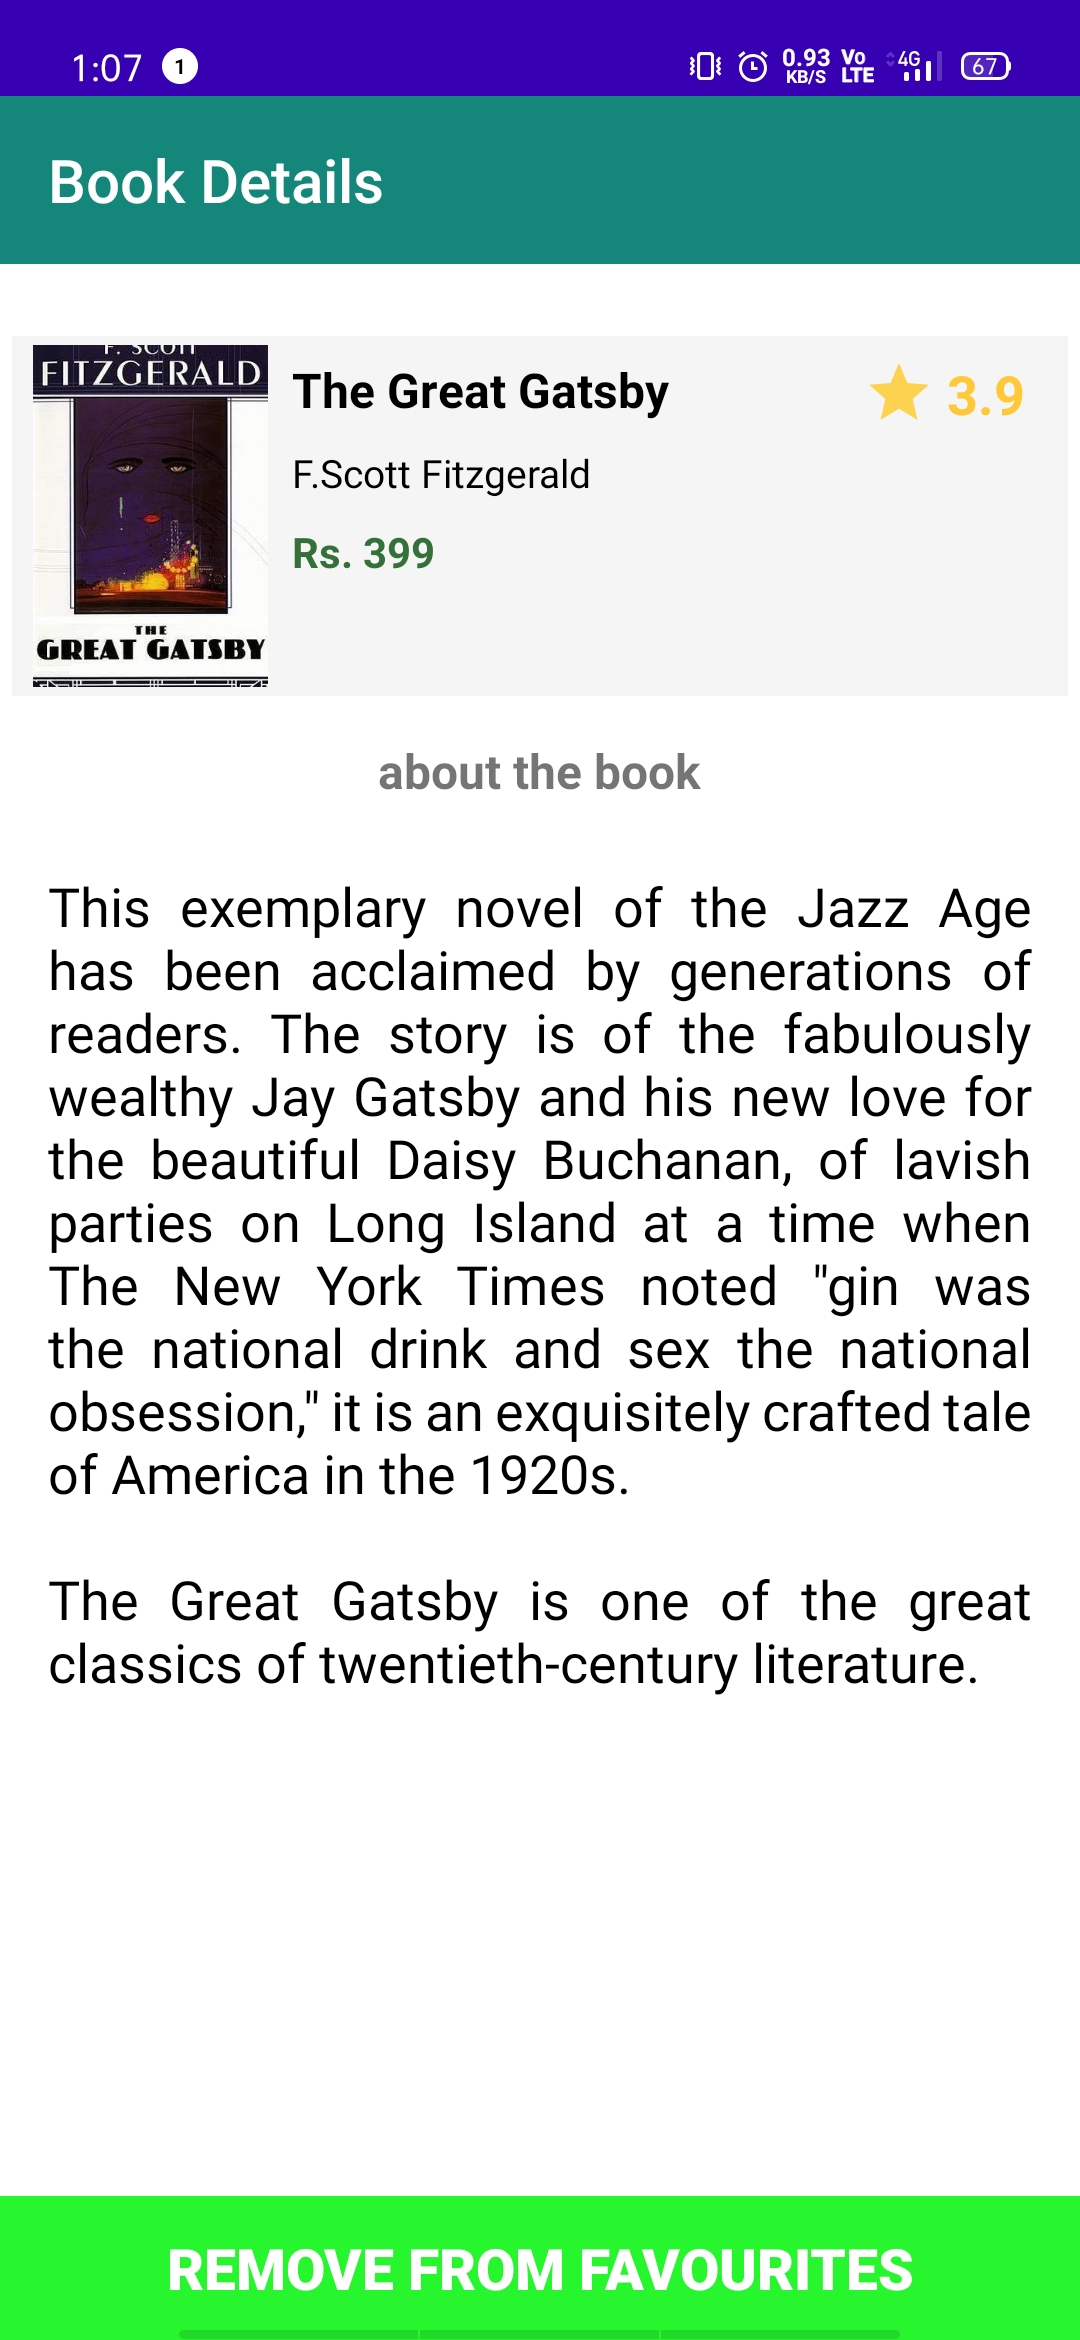 1:07 1 0.93 KB/S Vo LTE 4G 67
Book Details
F. SCOTT
FITZGERALD
THE
GREAT GATSBY
The Great Gatsby
3.9
F.Scott Fitzgerald
Rs. 399
about the book
This exemplary novel of the Jazz Age
has been acclaimed by generations of
readers. The story is of the fabulously
wealthy Jay Gatsby and his new love for
the beautiful Daisy Buchanan, of lavish
parties on Long Island at a time when
The New York Times noted "gin was
the national drink and sex the national
obsession," it is an exquisitely crafted tale
of America in the 1920s.
The Great Gatsby is one of the great
classics of twentieth-century literature.
REMOVE FROM FAVOURITES